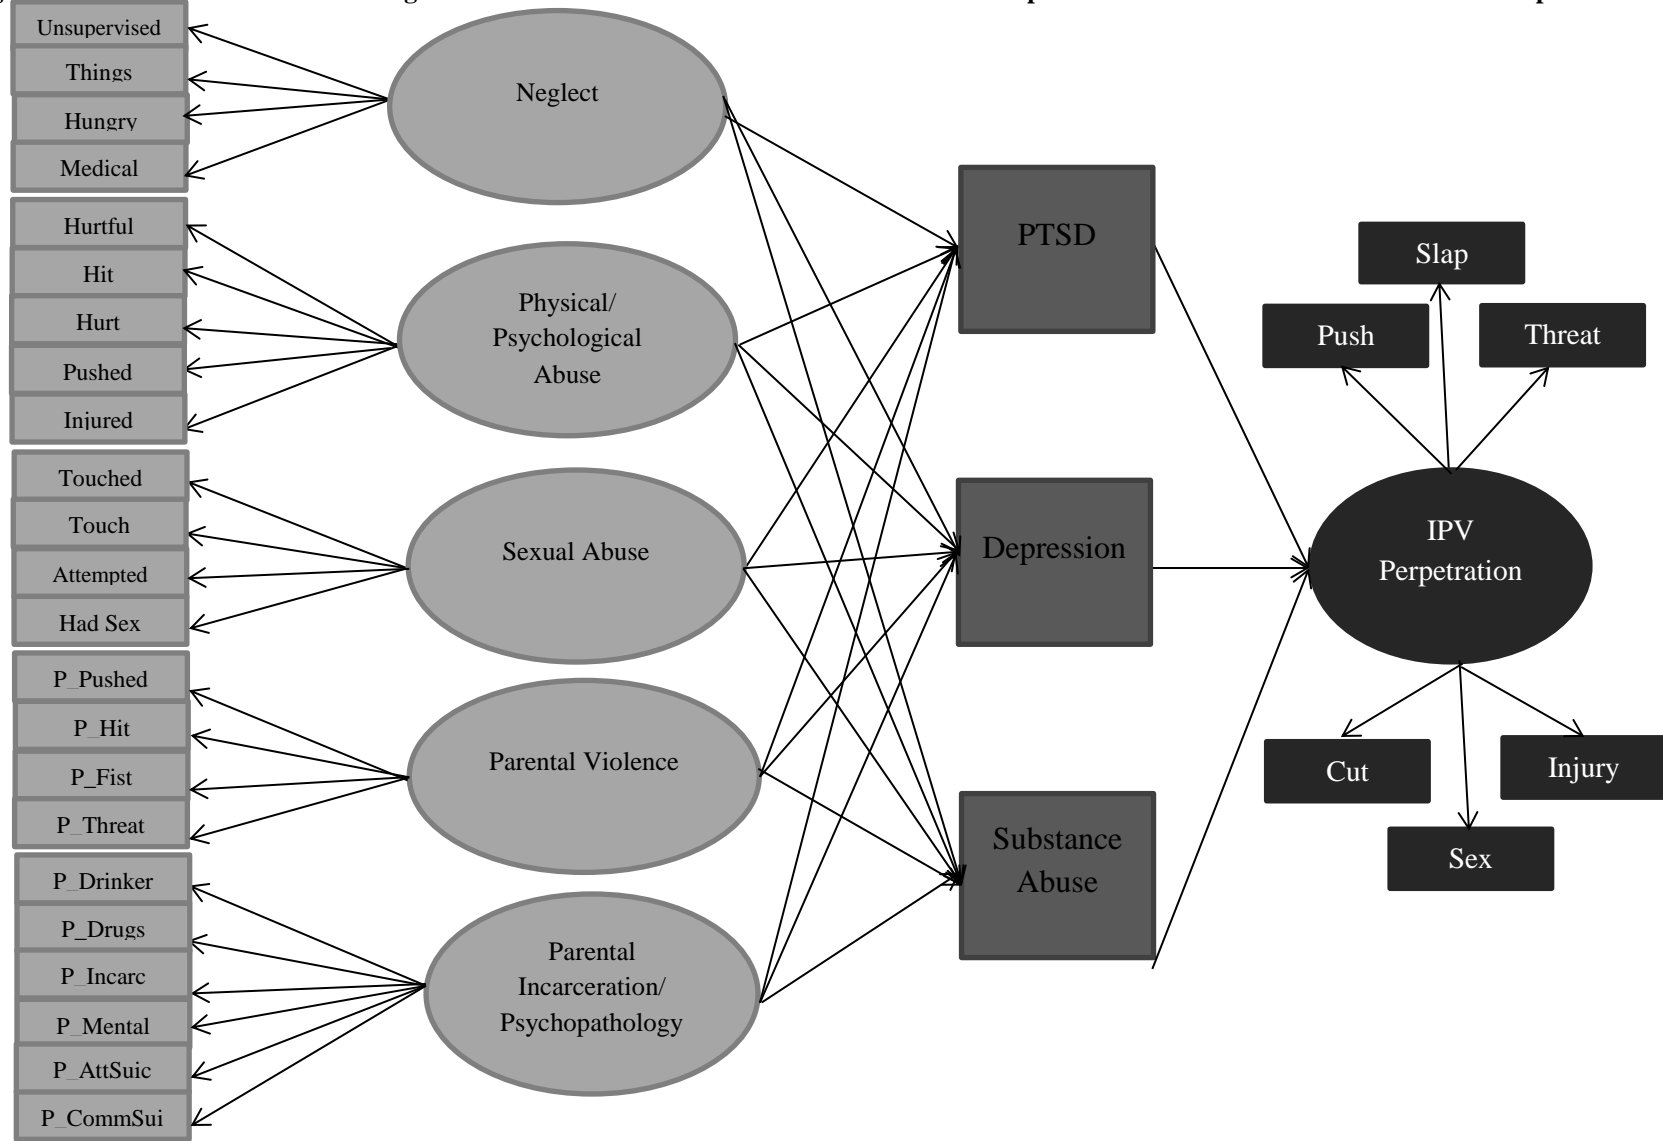 Unsupervised
Things
Hungry
Medical
Hurtful
Hit
Hurt
Pushed
Injured
Touched
Touch
Attempted
Had Sex
P_Pushed
P_Hit
P_Fist
P_Threat
P_Drinker
P_Drugs
P_Incarc
P_Mental
P_AttSuic
P_CommSui
Neglect
Physical/
Psychological
Abuse
Sexual Abuse
Parental Violence
Parental
Incarceration/
Psychopathology
PTSD
Depression
Substance
Abuse
Slap
Push
Threat
IPV
Perpetration
Cut
Injury
Sex